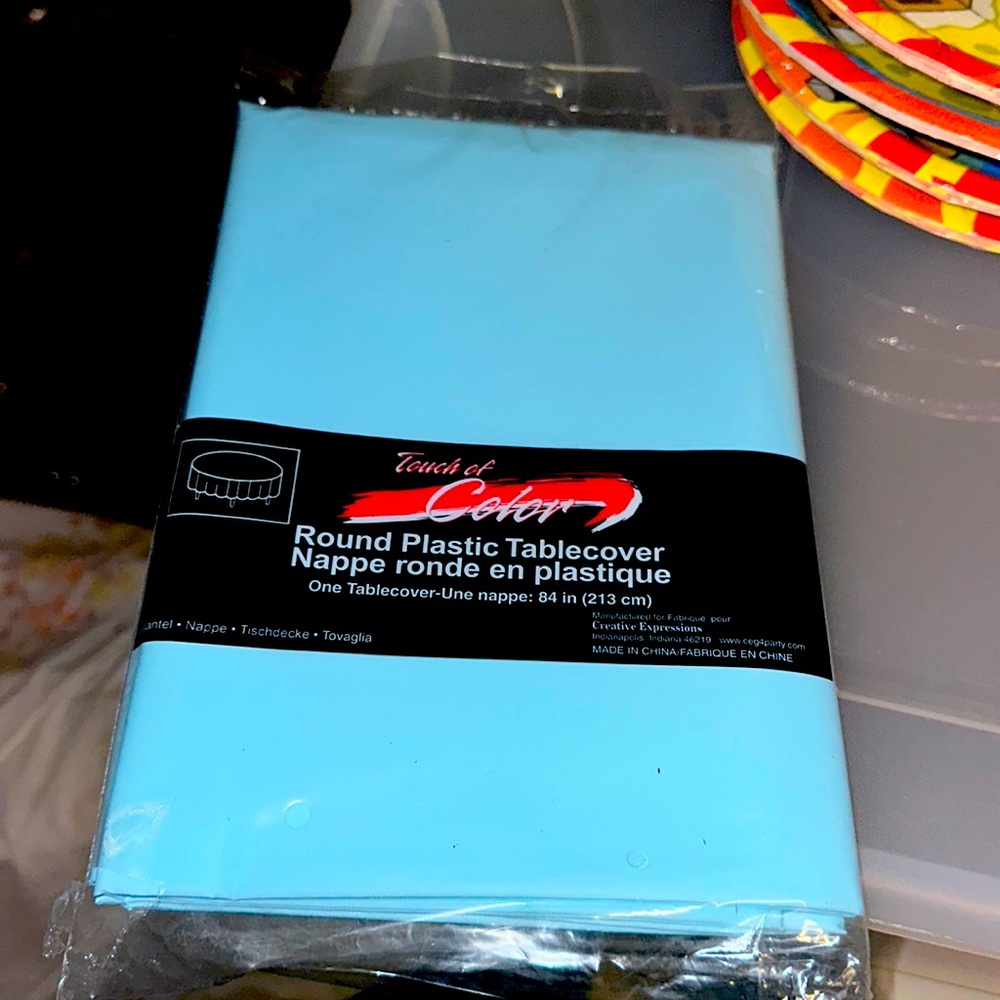 Touch of
Color
Round Plastic Tablecover
Nappe ronde en plastique
One Tablecover-Une nappe: 84 in (213 cm)
antel • Nappe • Tischdecke • Tovaglia
Manufactured for Fabriqué pour
Creative Expressions
Indianapolis, Indiana 46219 www.ceg4party.com
MADE IN CHINA/FABRIQUE EN CHINE